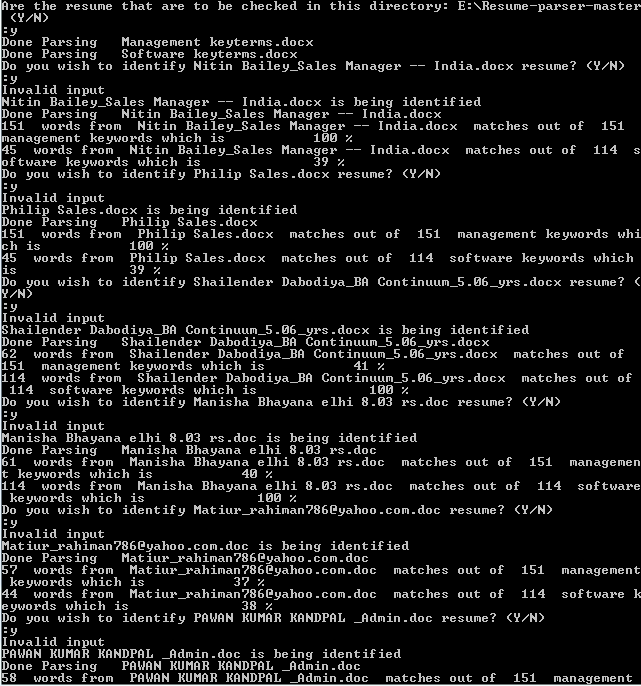 Are the resume that are to be checked in this directory: E:\Resume-parser-master
 (Y/N)
:y
Done Parsing   Management keyterms.docx
Done Parsing   Software keyterms.docx
Do you wish to identify Nitin Bailey_Sales Manager -- India.docx resume? (Y/N)
:y
Invalid input
Nitin Bailey_Sales Manager -- India.docx is being identified
Done Parsing   Nitin Bailey_Sales Manager -- India.docx
151  words from  Nitin Bailey_Sales Manager -- India.docx  matches out of  151
management keywords which is           100 %
45  words from  Nitin Bailey_Sales Manager -- India.docx  matches out of  114  s
oftware keywords which is              39 %
Do you wish to identify Philip Sales.docx resume? (Y/N)
:y
Invalid input
Philip Sales.docx is being identified
Done Parsing   Philip Sales.docx
151  words from  Philip Sales.docx  matches out of  151  management keywords whi
ch is           100 %
45  words from  Philip Sales.docx  matches out of  114  software keywords which
is              39 %
Do you wish to identify Shailender Dabodiya_BA Continuum_5.06_yrs.docx resume? (
Y/N)
:y
Invalid input
Shailender Dabodiya_BA Continuum_5.06_yrs.docx is being identified
Done Parsing   Shailender Dabodiya_BA Continuum_5.06_yrs.docx
62  words from  Shailender Dabodiya_BA Continuum_5.06_yrs.docx  matches out of
151  management keywords which is           41 %
114  words from  Shailender Dabodiya_BA Continuum_5.06_yrs.docx  matches out of
 114  software keywords which is              100 %
Do you wish to identify Manisha Bhayana elhi 8.03 rs.doc resume? (Y/N)
:y
Invalid input
Manisha Bhayana elhi 8.03 rs.doc is being identified
Done Parsing   Manisha Bhayana elhi 8.03 rs.doc
61  words from  Manisha Bhayana elhi 8.03 rs.doc  matches out of  151  managemen
t keywords which is           40 %
114  words from  Manisha Bhayana elhi 8.03 rs.doc  matches out of  114  software
 keywords which is              100 %
Do you wish to identify Matiur_rahiman786@yahoo.com.doc resume? (Y/N)
:y
Invalid input
Matiur_rahiman786@yahoo.com.doc is being identified
Done Parsing   Matiur_rahiman786@yahoo.com.doc
57  words from  Matiur_rahiman786@yahoo.com.doc  matches out of  151  management
 keywords which is           37 %
44  words from  Matiur_rahiman786@yahoo.com.doc  matches out of  114  software k
eywords which is              38 %
Do you wish to identify PAWAN KUMAR KANDPAL _Admin.doc resume? (Y/N)
:y
Invalid input
PAWAN KUMAR KANDPAL _Admin.doc is being identified
Done Parsing   PAWAN KUMAR KANDPAL _Admin.doc
58  words from  PAWAN KUMAR KANDPAL _Admin.doc  matches out of  151  management